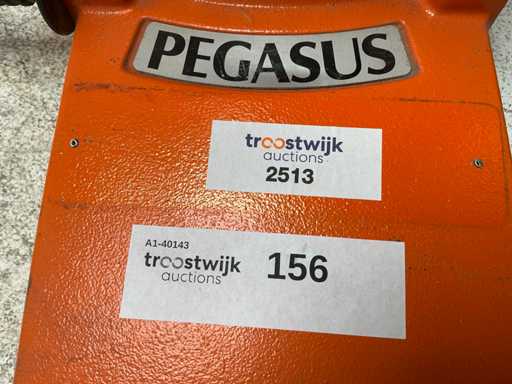 PEGASUS
troostwijk
auctions
2513
A1-40143
troostwijk
auctions
156